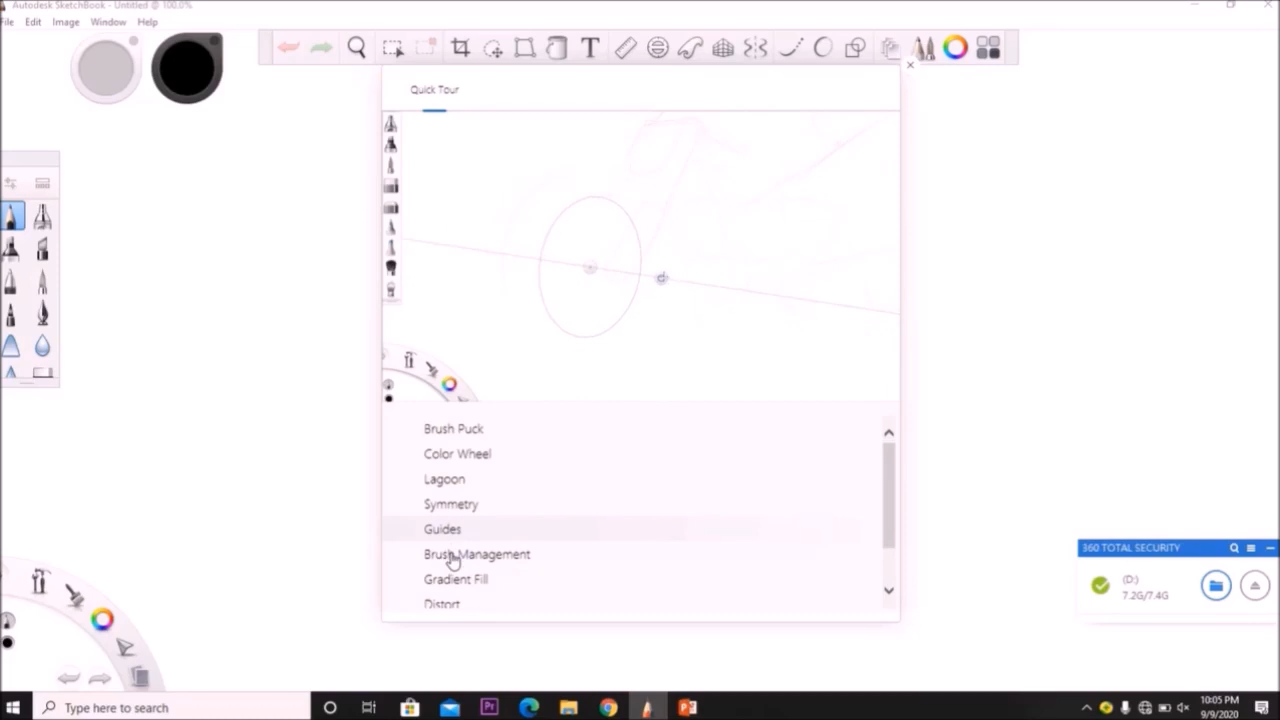 Autodesk SketchBook - Untitled @ 100.0%
File Edit Image Window Help
T
Quick Tour
Brush Puck
Color Wheel
Lagoon
Symmetry
Guides
Brush Management
Gradient Fill
Distort
360 TOTAL SECURITY
(D:)
7.2G/7.4G
Type here to search
Pr
10:05 PM
9/9/2020